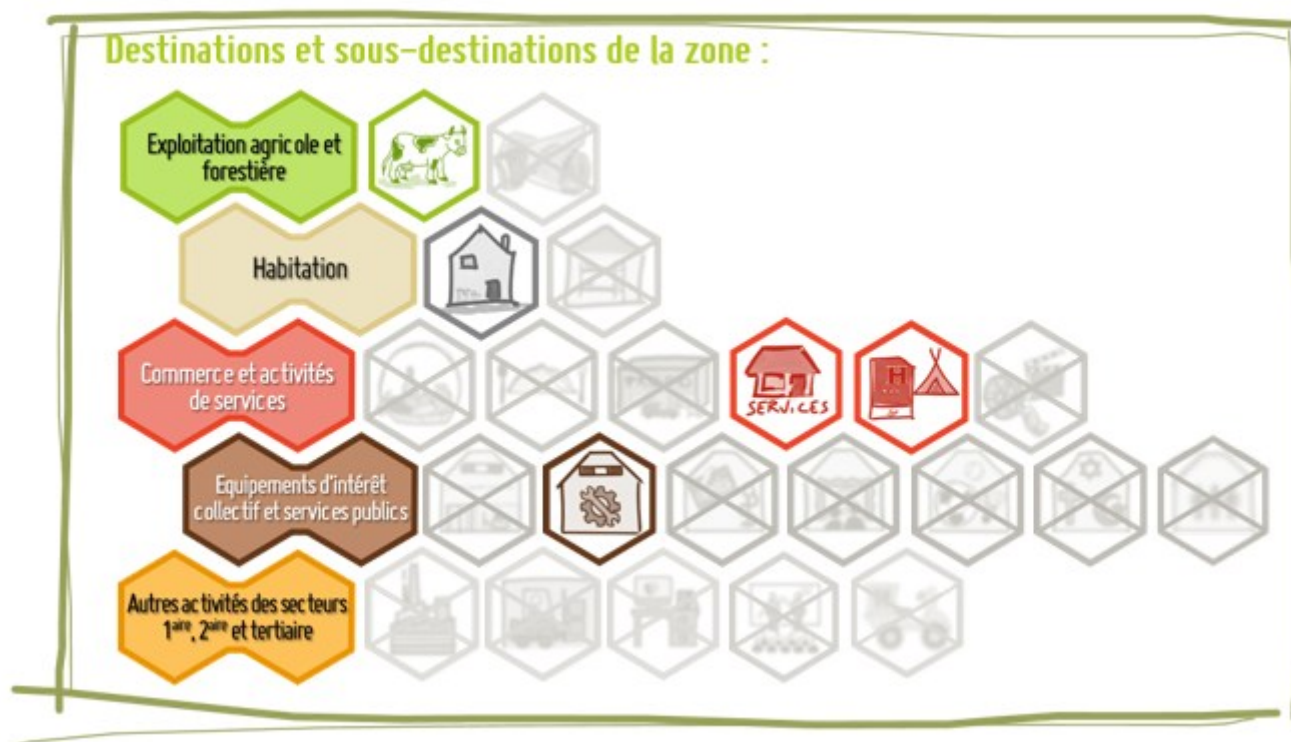 Destinations et sous-destinations de la zone :
Exploitation agricole et
forestière
Habitation
Commerce et activités
de services
SERVICES
H
Equipements d'intérêt
collectif et services publics
Autres activités des secteurs
1aire, 2aire et tertiaire